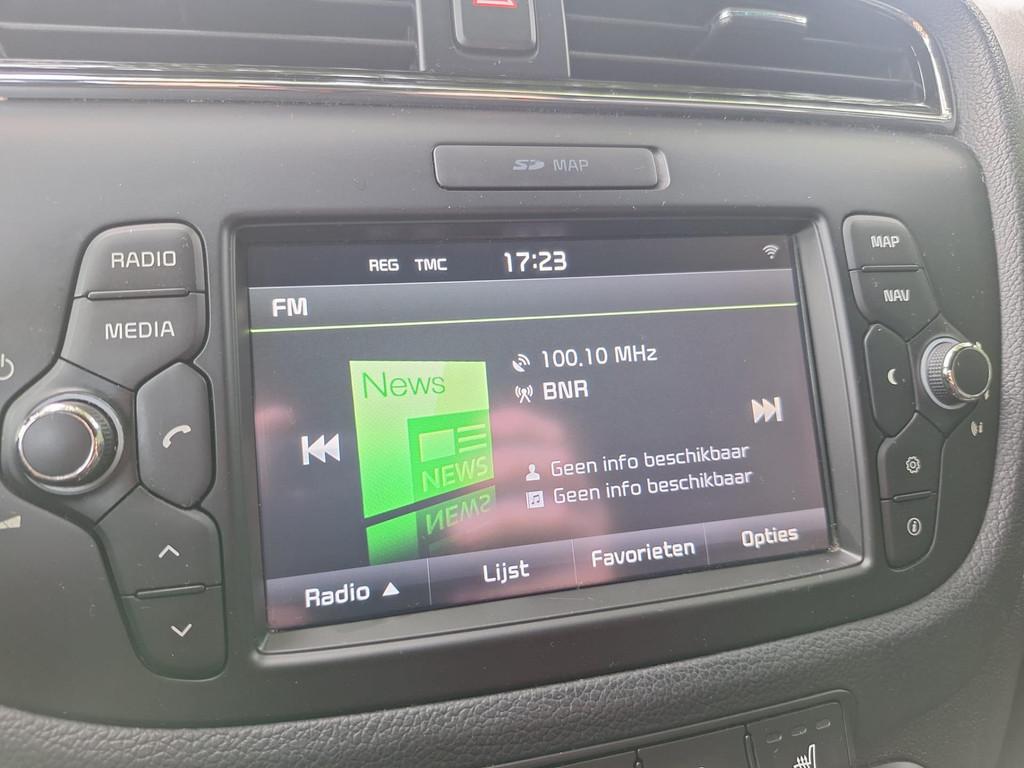 SD MAP
RADIO
MEDIA
REG TMC 17:23
FM
News
NEWS
NEWS
100.10 MHz
BNR
Geen info beschikbaar
Geen info beschikbaar
Radio Lijst Favorieten Opties
MAP
NAV